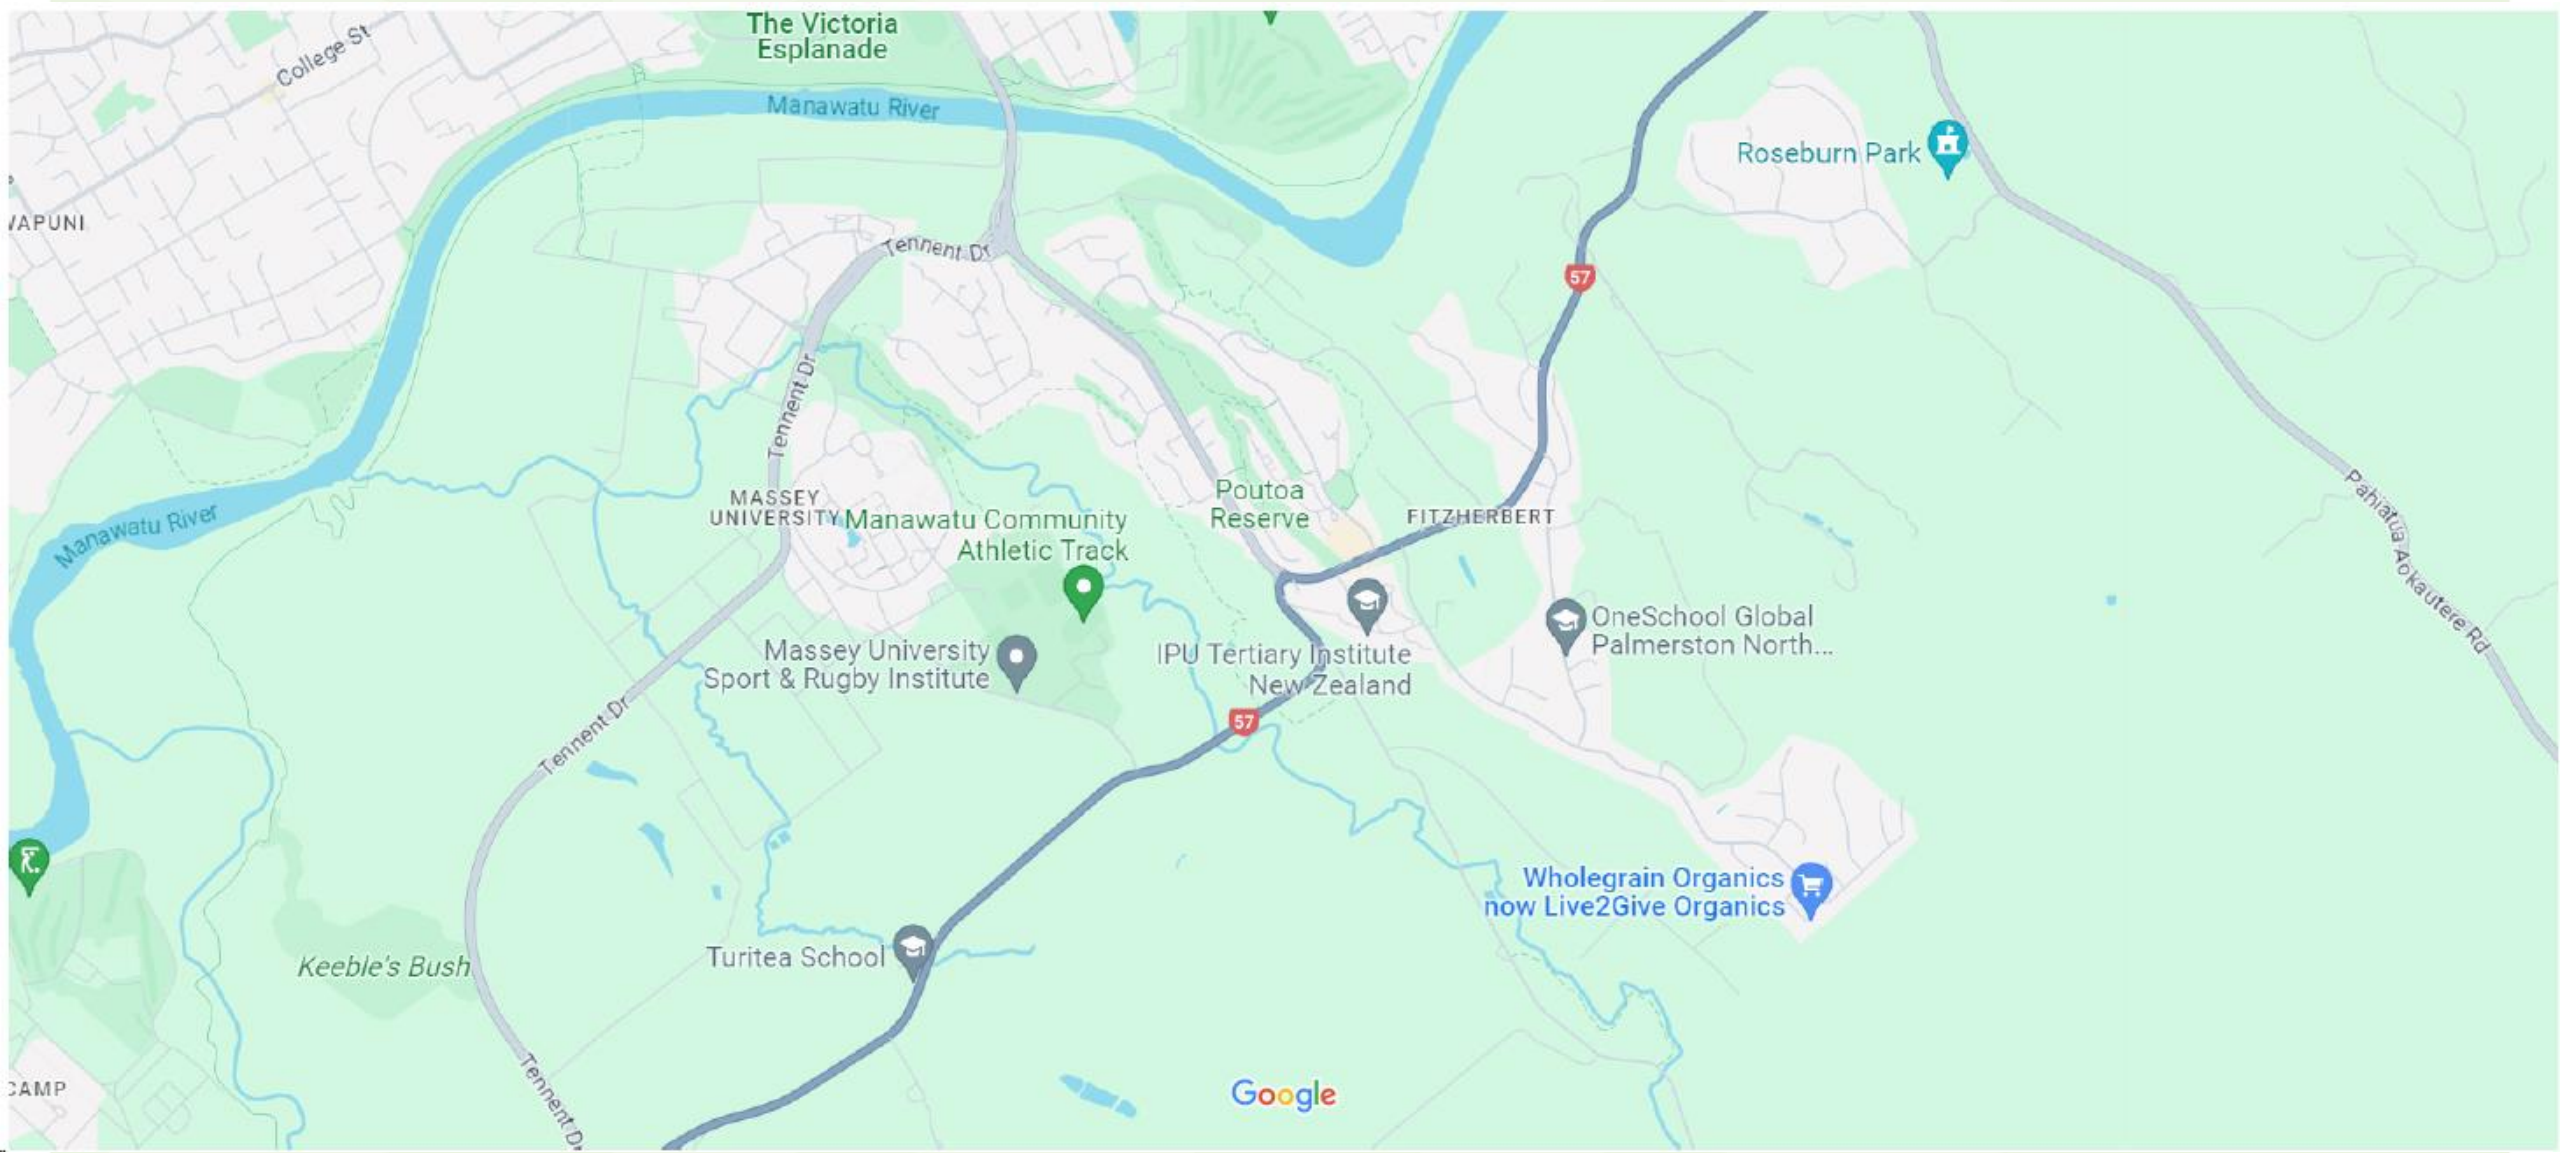 The Victoria
Esplanade
College St
Manawatu River
Roseburn Park
WAPUNI
Tennent Dr
57
Tennent Dr
Pahiatua Aokautere Rd
MASSEY
UNIVERSITY
Manawatu Community
Athletic Track
Poutoa
Reserve
FITZHERBERT
Manawatu River
OneSchool Global
Palmerston North...
Massey University
Sport & Rugby Institute
IPU Tertiary Institute
New Zealand
57
Tennent Dr
Wholegrain Organics
now Live2Give Organics
Turitea School
Keeble's Bush
CAMP
Tennent Dr
Google